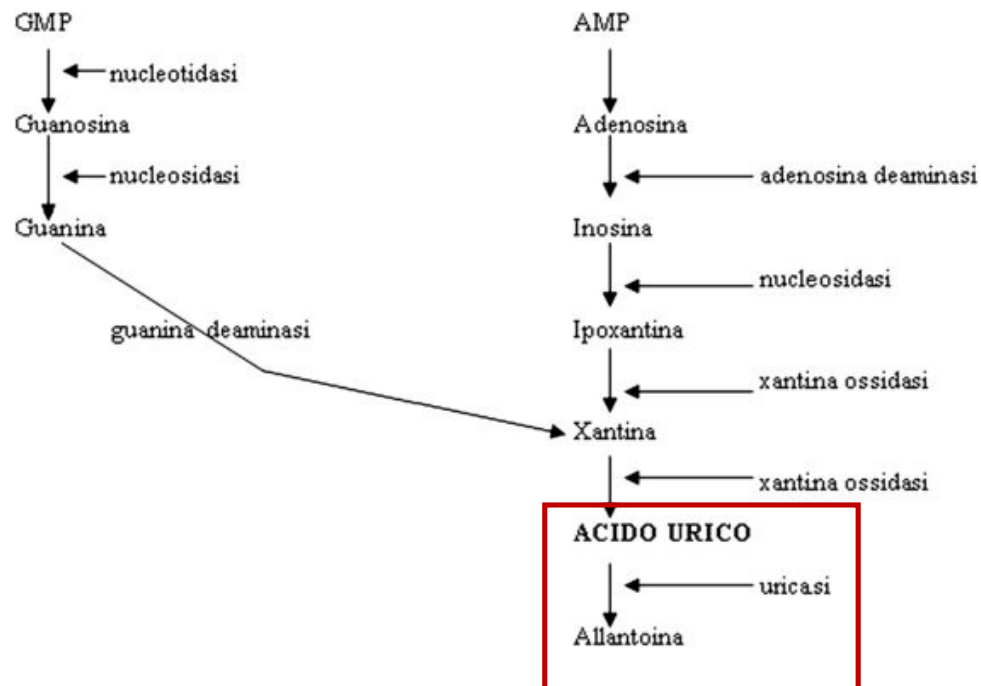 GMP
AMP
nucleotidasi
Guanosina
Adenosina
nucleosidasi
adenosina deaminasi
Guanina
Inosina
nucleosidasi
guanina deaminasi
Ipoxantina
xantina ossidasi
Xantina
xantina ossidasi
ACIDO URICO
uricasi
Allantoina